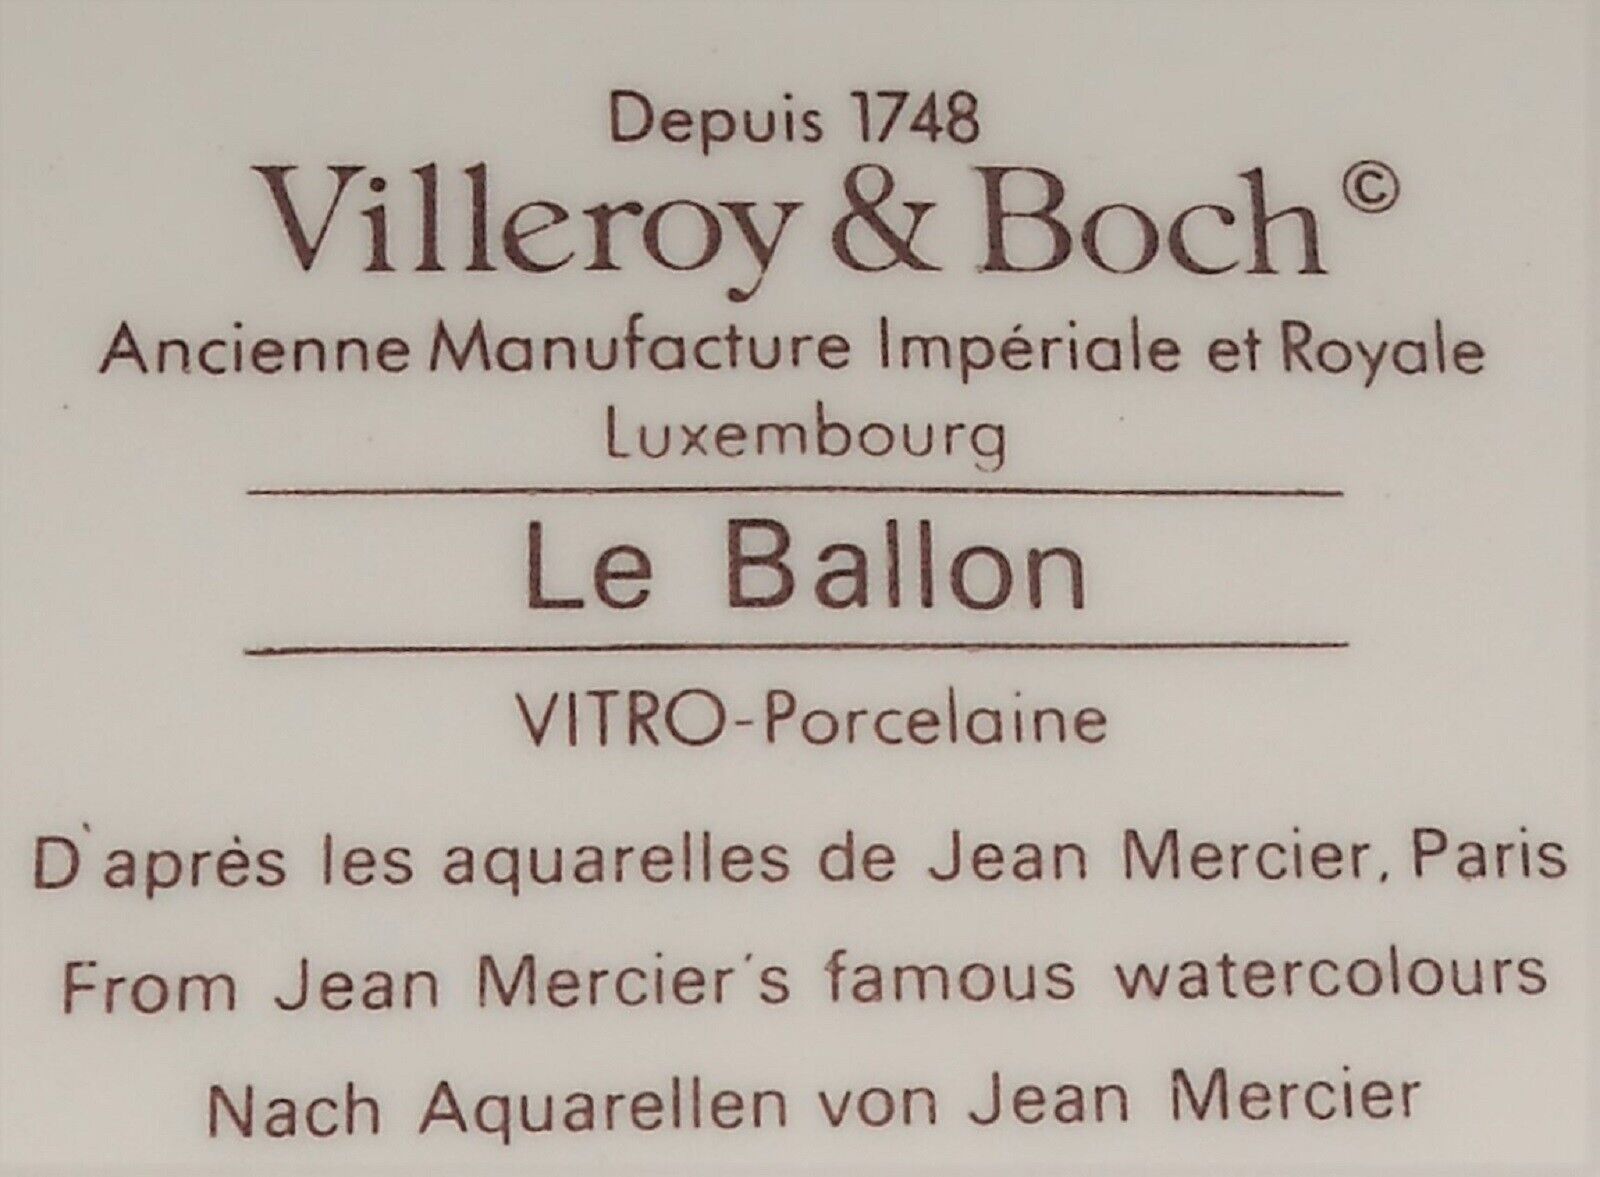 Depuis 1748
Villeroy & Boch©
Ancienne Manufacture Impériale et Royale
Luxembourg
Le Ballon
VITRO-Porcelaine
D'après les aquarelles de Jean Mercier, Paris
From Jean Mercier's famous watercolours
Nach Aquarellen von Jean Mercier